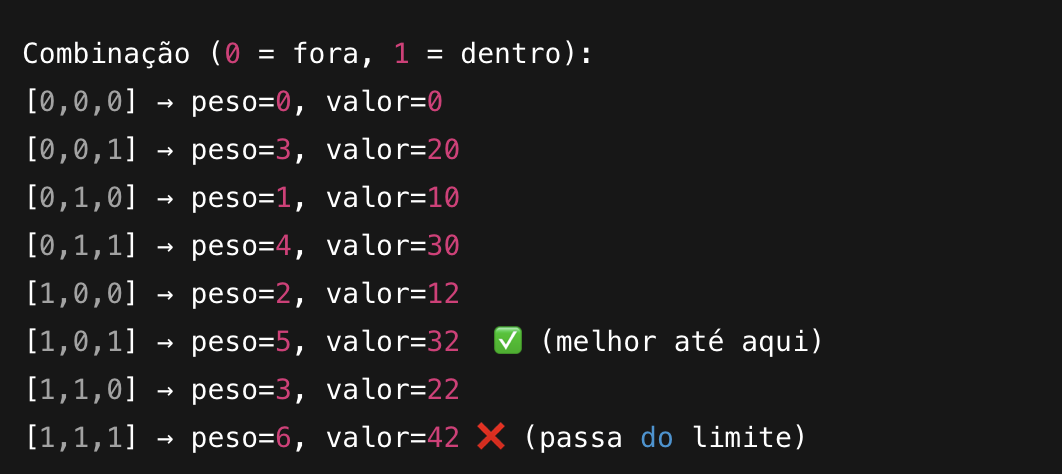 Combinação (0 = fora, 1 = dentro):
[0,0,0] → peso=0, valor=0
[0,0,1] → peso=3, valor=20
[0,1,0] → peso=1, valor=10
[0,1,1] → peso=4, valor=30
[1,0,0] → peso=2, valor=12
[1,0,1] → peso=5, valor=32 ✅ (melhor até aqui)
[1,1,0] → peso=3, valor=22
[1,1,1] → peso=6, valor=42 ❌ (passa do limite)